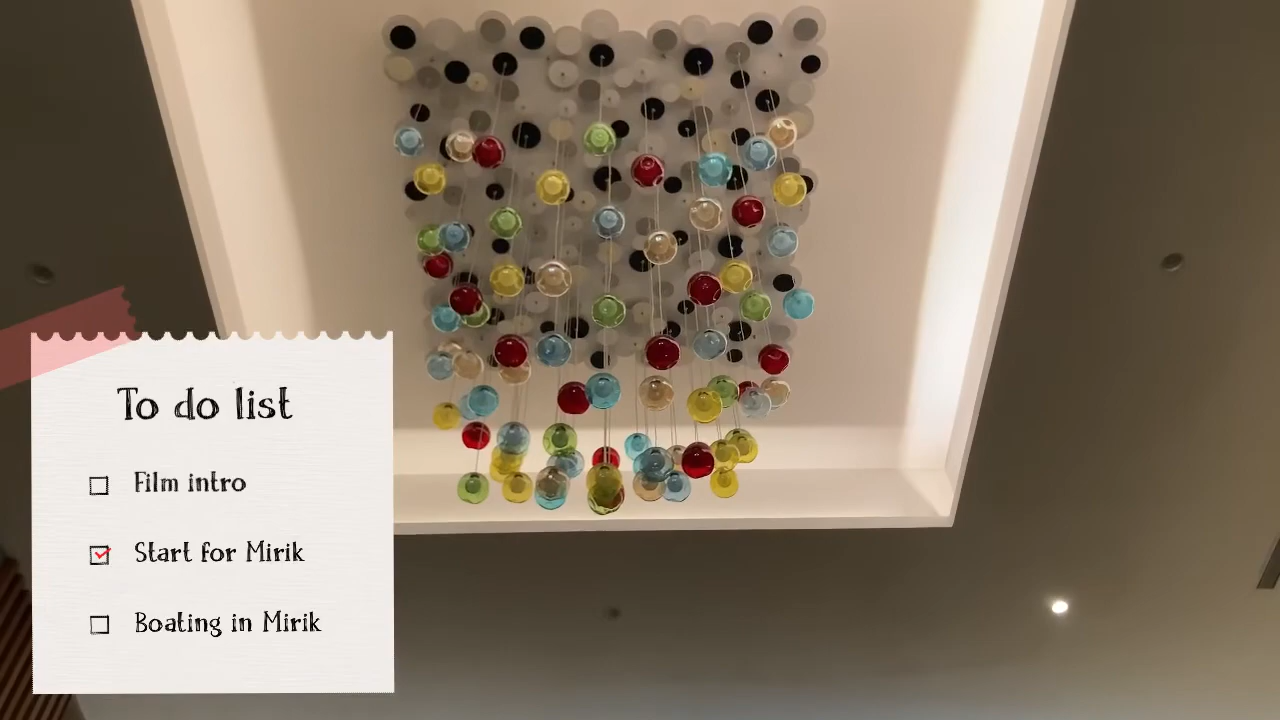 To do list
Film intro
Start for Mirik
Boating in Mirik